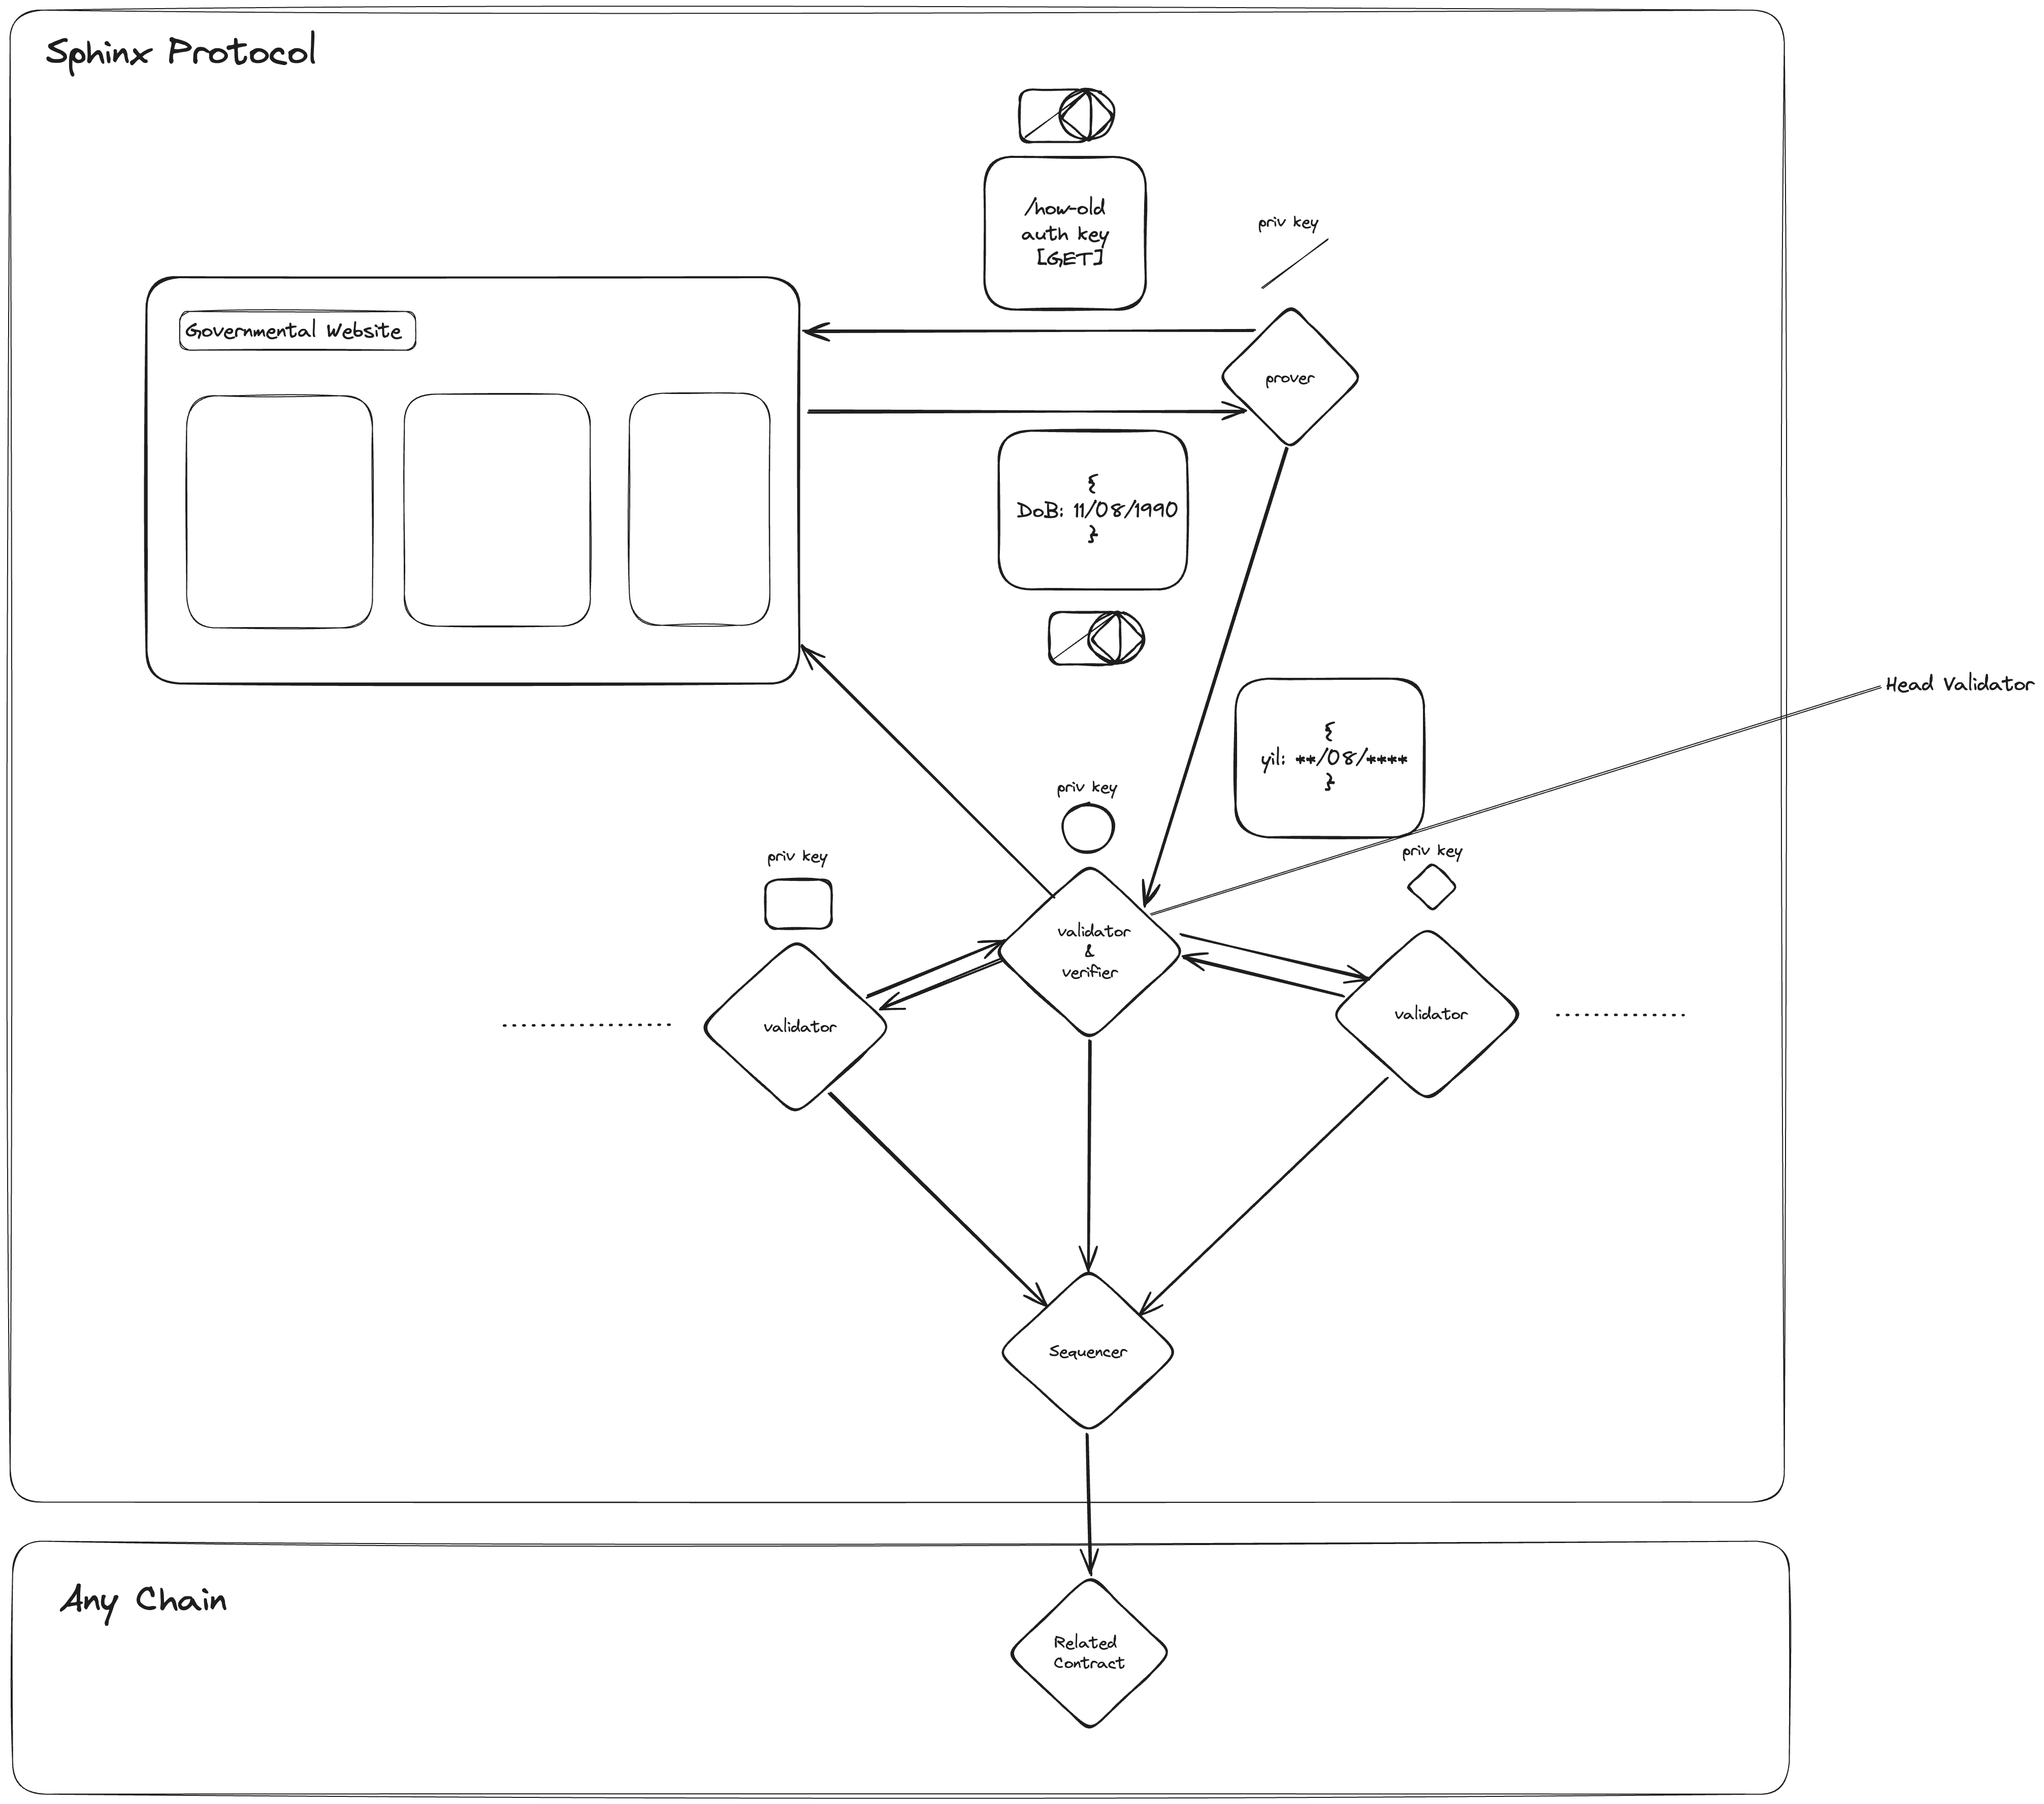 Sphinx Protocol
/how-old
auth key
[GET]
priv key
Governmental Website
prover
{
DoB: 11/08/1990
}
Head Validator
{
yil: **/08/****
}
priv key
priv key
priv key
validator
&
verifier
validator
validator
Sequencer
Any Chain
Related
Contract